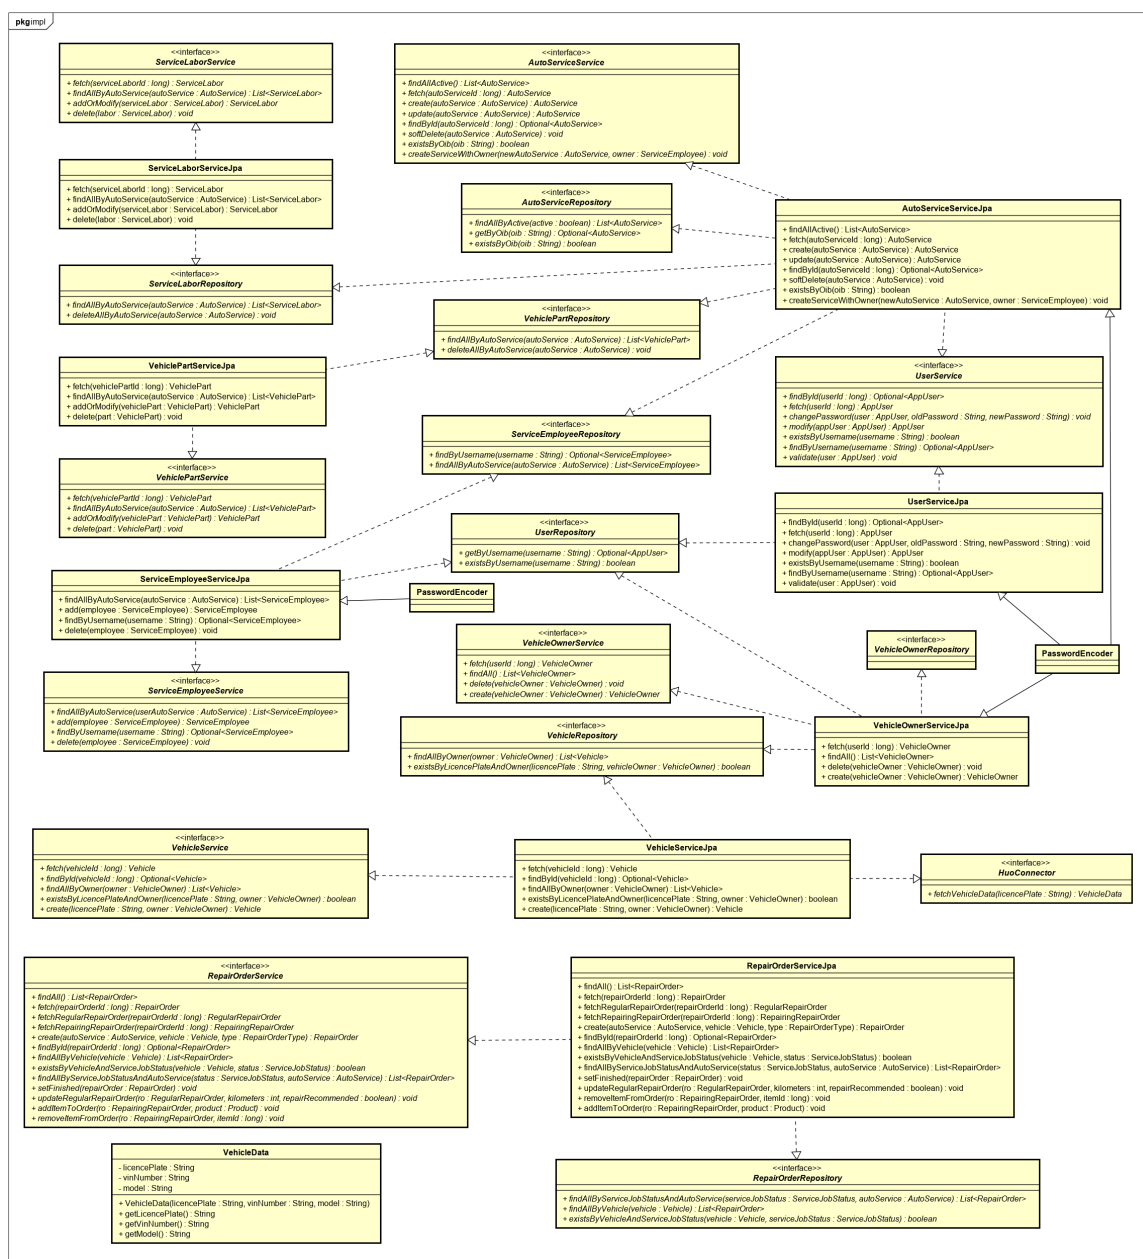 pkg impl
<<interface>>
ServiceLaborService
+ fetch(serviceLaborId : long) : ServiceLabor
+ findAllByAutoService(autoService : AutoService) : List<ServiceLabor>
+ addOrModify(serviceLabor : ServiceLabor) : ServiceLabor
+ delete(labor : ServiceLabor) : void
<<interface>>
AutoServiceService
+ findAllActive() : List<AutoService>
+ fetch(autoServiceId : long) : AutoService
+ create(autoService : AutoService) : AutoService
+ update(autoService : AutoService) : AutoService
+ findById(autoServiceId : long) : Optional<AutoService>
+ softDelete(autoService : AutoService) : void
+ existsByOib(oib : String) : boolean
+ createServiceWithOwner(newAutoService : AutoService, owner : ServiceEmployee) : void
ServiceLaborServiceJpa
+ fetch(serviceLaborId : long) : ServiceLabor
+ findAllByAutoService(autoService : AutoService) : List<ServiceLabor>
+ addOrModify(serviceLabor : ServiceLabor) : ServiceLabor
+ delete(labor : ServiceLabor) : void
<<interface>>
AutoServiceRepository
+ findAllByActive(active : boolean) : List<AutoService>
+ getByOib(oib : String) : Optional<AutoService>
+ existsByOib(oib : String) : boolean
AutoServiceServiceJpa
+ findAllActive() : List<AutoService>
+ fetch(autoServiceId : long) : AutoService
+ create(autoService : AutoService) : AutoService
+ update(autoService : AutoService) : AutoService
+ findById(autoServiceId : long) : Optional<AutoService>
+ softDelete(autoService : AutoService) : void
+ existsByOib(oib : String) : boolean
+ createServiceWithOwner(newAutoService : AutoService, owner : ServiceEmployee) : void
<<interface>>
ServiceLaborRepository
+ findAllByAutoService(autoService : AutoService) : List<ServiceLabor>
+ deleteAllByAutoService(autoService : AutoService) : void
<<interface>>
VehiclePartRepository
+ findAllByAutoService(autoService : AutoService) : List<VehiclePart>
+ deleteAllByAutoService(autoService : AutoService) : void
VehiclePartServiceJpa
+ fetch(vehiclePartId : long) : VehiclePart
+ findAllByAutoService(autoService : AutoService) : List<VehiclePart>
+ addOrModify(vehiclePart : VehiclePart) : VehiclePart
+ delete(part : VehiclePart) : void
<<interface>>
UserService
+ findById(userId : long) : Optional<AppUser>
+ fetch(userId : long) : AppUser
+ changePassword(user : AppUser, oldPassword : String, newPassword : String) : void
+ modify(appUser : AppUser) : AppUser
+ existsByUsername(username : String) : boolean
+ findByUsername(username : String) : Optional<AppUser>
+ validate(user : AppUser) : void
<<interface>>
ServiceEmployeeRepository
+ findByUsername(username : String) : Optional<ServiceEmployee>
+ findAllByAutoService(autoService : AutoService) : List<ServiceEmployee>
<<interface>>
VehiclePartService
+ fetch(vehiclePartId : long) : VehiclePart
+ findAllByAutoService(autoService : AutoService) : List<VehiclePart>
+ addOrModify(vehiclePart : VehiclePart) : VehiclePart
+ delete(part : VehiclePart) : void
UserServiceJpa
+ findById(userId : long) : Optional<AppUser>
+ fetch(userId : long) : AppUser
+ changePassword(user : AppUser, oldPassword : String, newPassword : String) : void
+ modify(appUser : AppUser) : AppUser
+ existsByUsername(username : String) : boolean
+ findByUsername(username : String) : Optional<AppUser>
+ validate(user : AppUser) : void
<<interface>>
UserRepository
+ getByUsername(username : String) : Optional<AppUser>
+ existsByUsername(username : String) : boolean
ServiceEmployeeServiceJpa
+ findAllByAutoService(autoService : AutoService) : List<ServiceEmployee>
+ add(employee : ServiceEmployee) : ServiceEmployee
+ findByUsername(username : String) : Optional<ServiceEmployee>
+ delete(employee : ServiceEmployee) : void
PasswordEncoder
<<interface>>
VehicleOwnerService
+ fetch(userId : long) : VehicleOwner
+ findAll() : List<VehicleOwner>
+ delete(vehicleOwner : VehicleOwner) : void
+ create(vehicleOwner : VehicleOwner) : VehicleOwner
<<interface>>
VehicleOwnerRepository
PasswordEncoder
<<interface>>
ServiceEmployeeService
+ findAllByAutoService(userAutoService : AutoService) : List<ServiceEmployee>
+ add(employee : ServiceEmployee) : ServiceEmployee
+ findByUsername(username : String) : Optional<ServiceEmployee>
+ delete(employee : ServiceEmployee) : void
<<interface>>
VehicleRepository
+ findAllByOwner(owner : VehicleOwner) : List<Vehicle>
+ existsByLicencePlateAndOwner(licencePlate : String, vehicleOwner : VehicleOwner) : boolean
VehicleOwnerServiceJpa
+ fetch(userId : long) : VehicleOwner
+ findAll() : List<VehicleOwner>
+ delete(vehicleOwner : VehicleOwner) : void
+ create(vehicleOwner : VehicleOwner) : VehicleOwner
<<interface>>
VehicleService
+ fetch(vehicleId : long) : Vehicle
+ findById(vehicleId : long) : Optional<Vehicle>
+ findAllByOwner(owner : VehicleOwner) : List<Vehicle>
+ existsByLicencePlateAndOwner(licencePlate : String, owner : VehicleOwner) : boolean
+ create(licencePlate : String, owner : VehicleOwner) : Vehicle
VehicleServiceJpa
+ fetch(vehicleId : long) : Vehicle
+ findById(vehicleId : long) : Optional<Vehicle>
+ findAllByOwner(owner : VehicleOwner) : List<Vehicle>
+ existsByLicencePlateAndOwner(licencePlate : String, owner : VehicleOwner) : boolean
+ create(licencePlate : String, owner : VehicleOwner) : Vehicle
<<interface>>
HuoConnector
+ fetchVehicleData(licencePlate : String) : VehicleData
<<interface>>
RepairOrderService
+ findAll() : List<RepairOrder>
+ fetch(repairOrderId : long) : RepairOrder
+ fetchRegularRepairOrder(repairOrderId : long) : RegularRepairOrder
+ fetchRepairingRepairOrder(repairOrderId : long) : RepairingRepairOrder
+ create(autoService : AutoService, vehicle : Vehicle, type : RepairOrderType) : RepairOrder
+ findById(repairOrderId : long) : Optional<RepairOrder>
+ findAllByVehicle(vehicle : Vehicle) : List<RepairOrder>
+ existsByVehicleAndServiceJobStatus(vehicle : Vehicle, status : ServiceJobStatus) : boolean
+ findAllByServiceJobStatusAndAutoService(status : ServiceJobStatus, autoService : AutoService) : List<RepairOrder>
+ setFinished(repairOrder : RepairOrder) : void
+ updateRegularRepairOrder(ro : RegularRepairOrder, kilometers : int, repairRecommended : boolean) : void
+ addItemToOrder(ro : RepairingRepairOrder, product : Product) : void
+ removeItemFromOrder(ro : RepairingRepairOrder, itemId : long) : void
RepairOrderServiceJpa
+ findAll() : List<RepairOrder>
+ fetch(repairOrderId : long) : RepairOrder
+ fetchRegularRepairOrder(repairOrderId : long) : RegularRepairOrder
+ fetchRepairingRepairOrder(repairOrderId : long) : RepairingRepairOrder
+ create(autoService : AutoService, vehicle : Vehicle, type : RepairOrderType) : RepairOrder
+ findById(repairOrderId : long) : Optional<RepairOrder>
+ findAllByVehicle(vehicle : Vehicle) : List<RepairOrder>
+ existsByVehicleAndServiceJobStatus(vehicle : Vehicle, status : ServiceJobStatus) : boolean
+ findAllByServiceJobStatusAndAutoService(status : ServiceJobStatus, autoService : AutoService) : List<RepairOrder>
+ setFinished(repairOrder : RepairOrder) : void
+ updateRegularRepairOrder(ro : RegularRepairOrder, kilometers : int, repairRecommended : boolean) : void
+ removeItemFromOrder(ro : RepairingRepairOrder, itemId : long) : void
+ addItemToOrder(ro : RepairingRepairOrder, product : Product) : void
VehicleData
- licencePlate : String
- vinNumber : String
- model : String
+ VehicleData(licencePlate : String, vinNumber : String, model : String)
+ getLicencePlate() : String
+ getVinNumber() : String
+ getModel() : String
<<interface>>
RepairOrderRepository
+ findAllByServiceJobStatusAndAutoService(serviceJobStatus : ServiceJobStatus, autoService : AutoService) : List<RepairOrder>
+ findAllByVehicle(vehicle : Vehicle) : List<RepairOrder>
+ existsByVehicleAndServiceJobStatus(vehicle : Vehicle, serviceJobStatus : ServiceJobStatus) : boolean